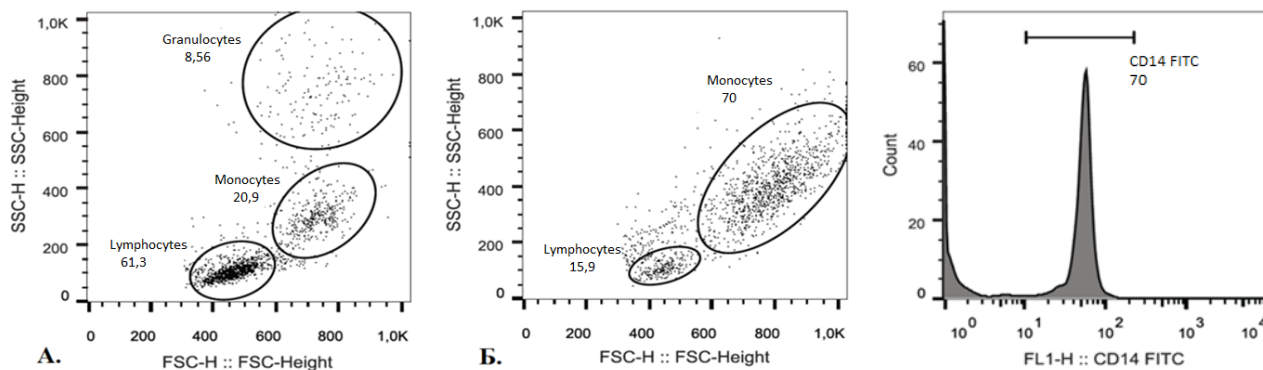 1,0K
800
600
400
200
0
SSC-H :: SSC-Height
Granulocytes
8,56
Monocytes
20,9
Lymphocytes
61,3
0 200 400 600 800 1,0K
FSC-H :: FSC-Height
А.
1,0K
800
600
400
200
0
SSC-H :: SSC-Height
Monocytes
70
Lymphocytes
15,9
0 200 400 600 800 1,0K
FSC-H :: FSC-Height
Б.
60
40
20
0
Count
CD14 FITC
70
10^0 10^1 10^2 10^3 10^4
FL1-H :: CD14 FITC